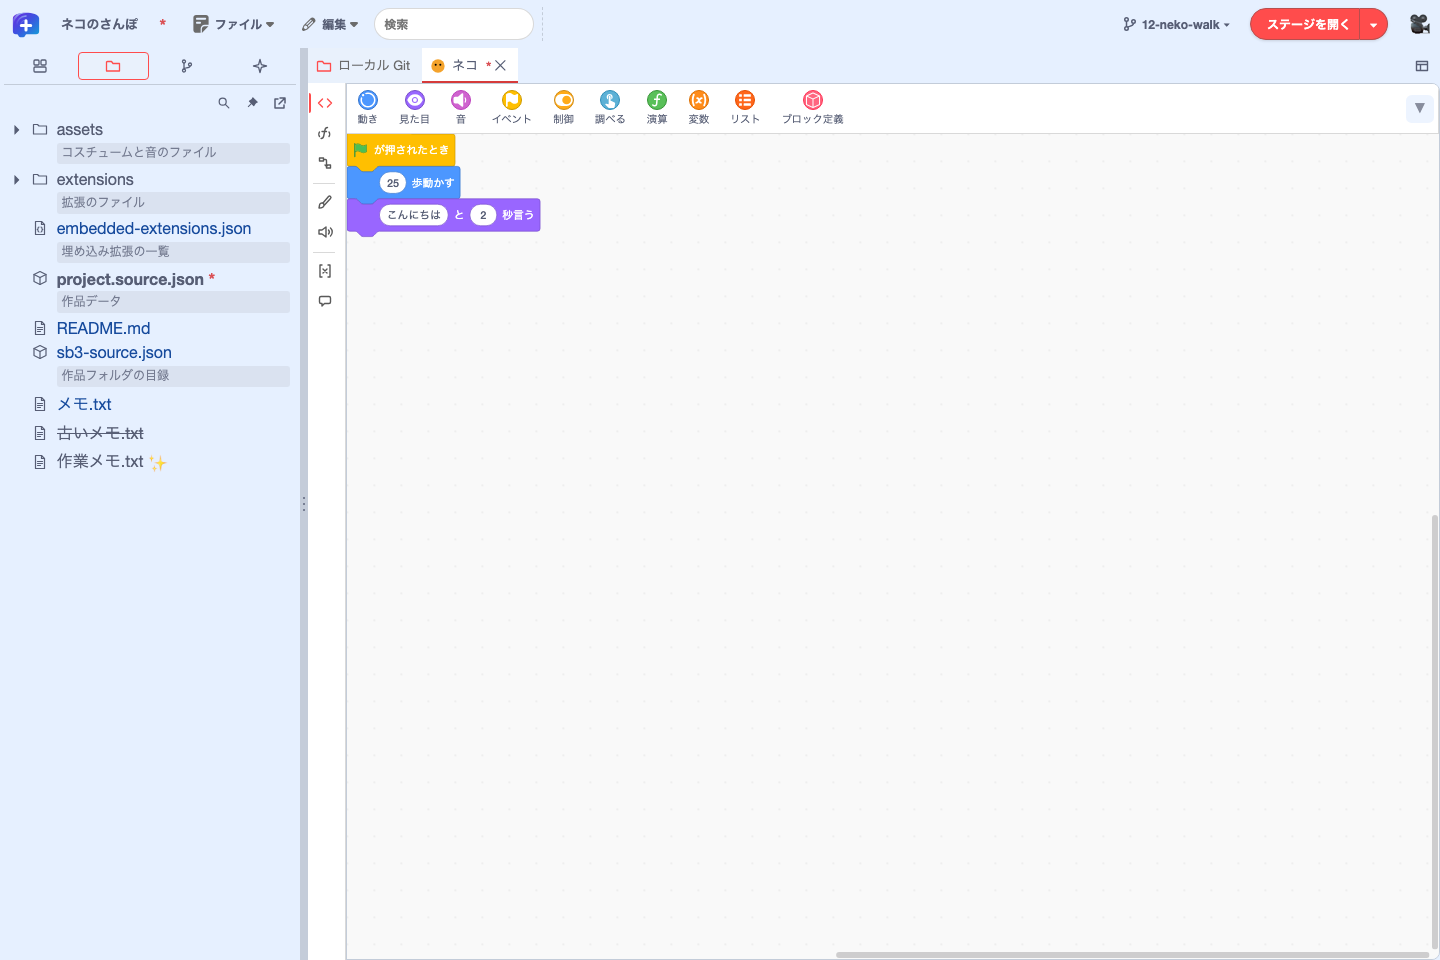 ネコのさんぽ *
ファイル
編集
検索
12-neko-walk
ステージを開く
ローカル Git
ネコ *
assets
コスチュームと音のファイル
extensions
拡張のファイル
embedded-extensions.json
埋め込み拡張の一覧
project.source.json *
作品データ
README.md
sb3-source.json
作品フォルダの目録
メモ.txt
古いメモ.txt
作業メモ.txt
動き
見た目
音
イベント
制御
調べる
演算
変数
リスト
ブロック定義
が押されたとき
25 歩動かす
こんにちは と 2 秒言う